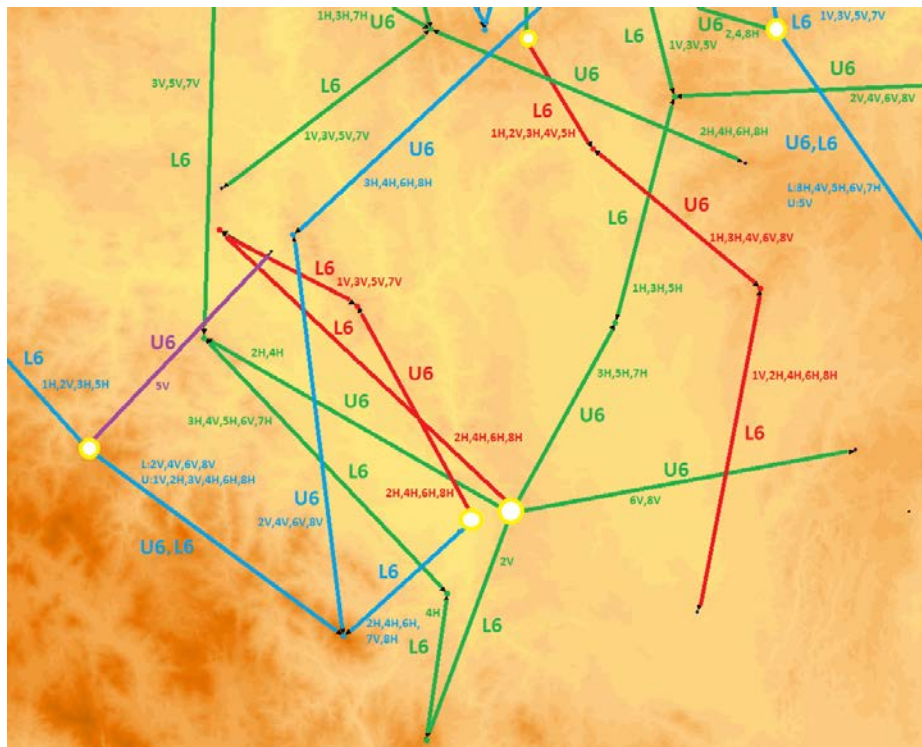 1H,3H,7H
U6
U6
2,4,8H
L6
1V,3V,5V,7V
L6
1V,3V,5V
3V,5V,7V
L6
U6
U6
2V,4V,6V,8V
L6
1H,2V,3H,4V,5H
1V,3V,5V,7V
U6
2H,4H,6H,8H
U6,L6
L6
3H,4H,6H,8H
L:3H,4V,5H,6V,7H
U:5V
U6
L6
1H,3H,4V,6V,8V
L6
1V,3V,5V,7V
1H,3H,5H
L6
U6
L6
1H,2V,3H,5H
5V
2H,4H
U6
U6
3H,5H,7H
1V,2H,4H,6H,8H
3H,4V,5H,6V,7H
U6
2H,4H,6H,8H
L6
L:2V,4V,6V,8V
U:1V,2H,3V,4H,6H,8H
L6
U6
2H,4H,6H,8H
6V,8V
U6
2V,4V,6V,8V
U6,L6
2V
L6
4H
2H,4H,6H,
7V,8H
L6
L6